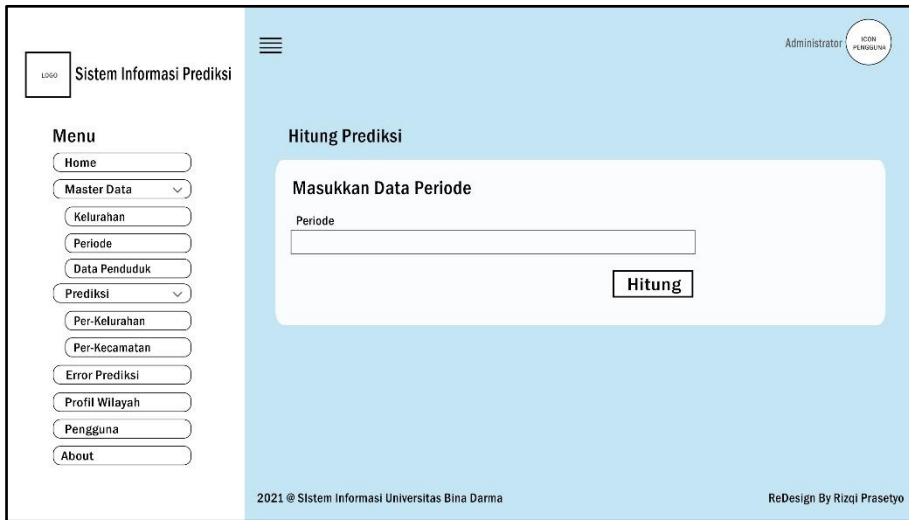 LOGO
Sistem Informasi Prediksi
Menu
Home
Master Data
Kelurahan
Periode
Data Penduduk
Prediksi
Per-Kelurahan
Per-Kecamatan
Error Prediksi
Profil Wilayah
Pengguna
About
Administrator
ICON
PENGGUNA
Hitung Prediksi
Masukkan Data Periode
Periode
Hitung
2021 @ SIstem Informasi Universitas Bina Darma
ReDesign By Rizqi Prasetyo